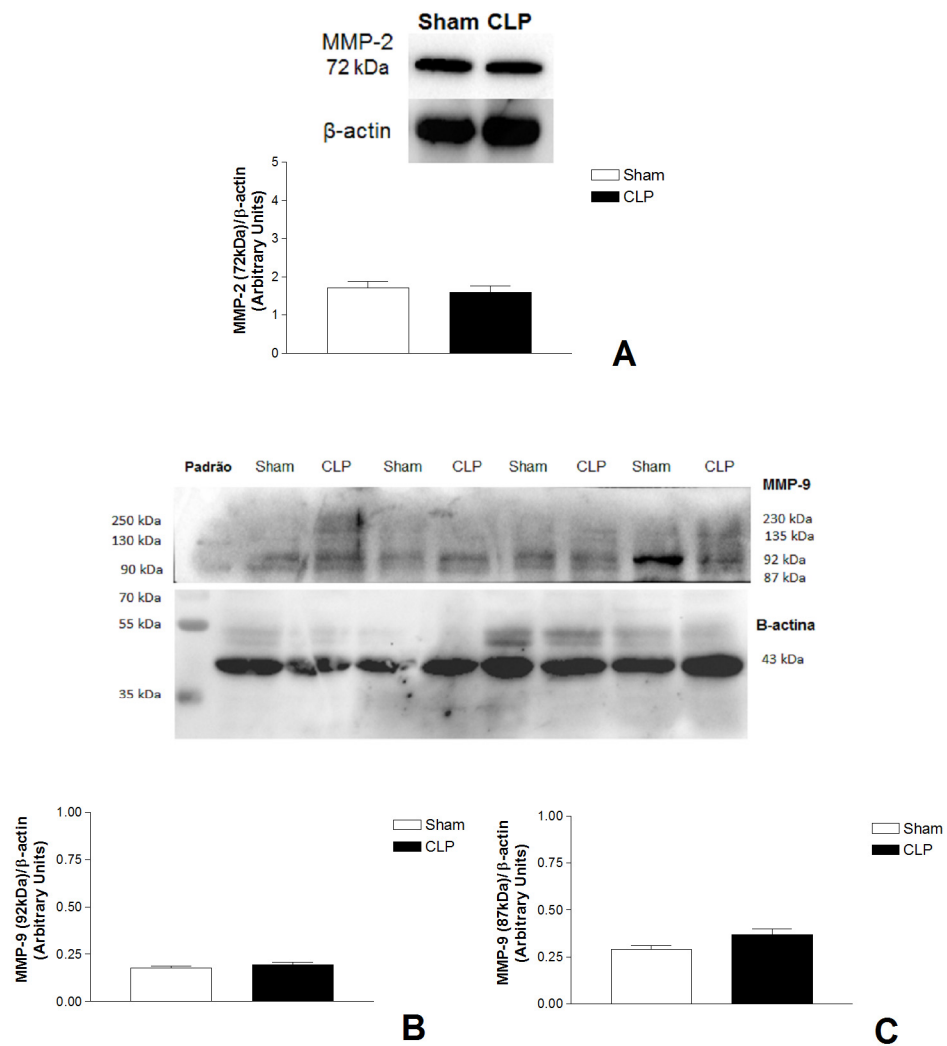 Sham CLP
MMP-2
72 kDa
β-actin
MMP-2 (72kDa)/β-actin
(Arbitrary Units)
5
4
3
2
1
0
Sham
CLP
A
Padrão Sham CLP Sham CLP Sham CLP Sham CLP
MMP-9
250 kDa
130 kDa
90 kDa
230 kDa
135 kDa
92 kDa
87 kDa
70 kDa
55 kDa
35 kDa
B-actina
43 kDa
MMP-9 (92kDa)/β-actin
(Arbitrary Units)
1.00
0.75
0.50
0.25
0.00
Sham
CLP
B
MMP-9 (87kDa)/β-actin
(Arbitrary Units)
1.00
0.75
0.50
0.25
0.00
Sham
CLP
C